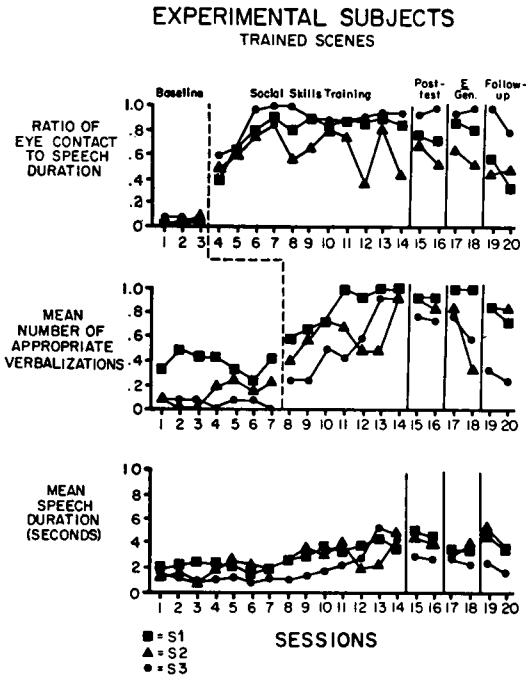 EXPERIMENTAL SUBJECTS
TRAINED SCENES
Baseline Social Skills Training Post-test E Gen. Follow-up
RATIO OF
EYE CONTACT
TO SPEECH
DURATION
1.0
.8
.6
.4
.2
0
1 2 3 4 5 6 7 8 9 10 11 12 13 14 15 16 17 18 19 20
MEAN
NUMBER OF
APPROPRIATE
VERBALIZATIONS
1.0
.8
.6
.4
.2
0
1 2 3 4 5 6 7 8 9 10 11 12 13 14 15 16 17 18 19 20
MEAN
SPEECH
DURATION
(SECONDS)
10
8
6
4
2
0
1 2 3 4 5 6 7 8 9 10 11 12 13 14 15 16 17 18 19 20
■ = S1
▲ = S2
● = S3
SESSIONS